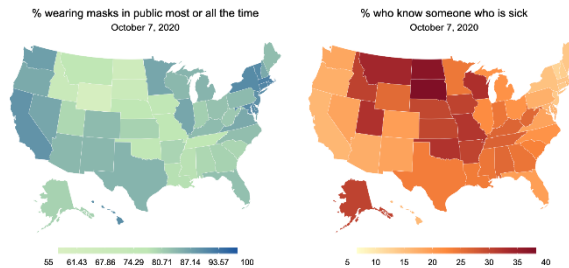 % wearing masks in public most or all the time
October 7, 2020
% who know someone who is sick
October 7, 2020
55 61.43 67.86 74.29 80.71 87.14 93.57 100
5 10 15 20 25 30 35 40